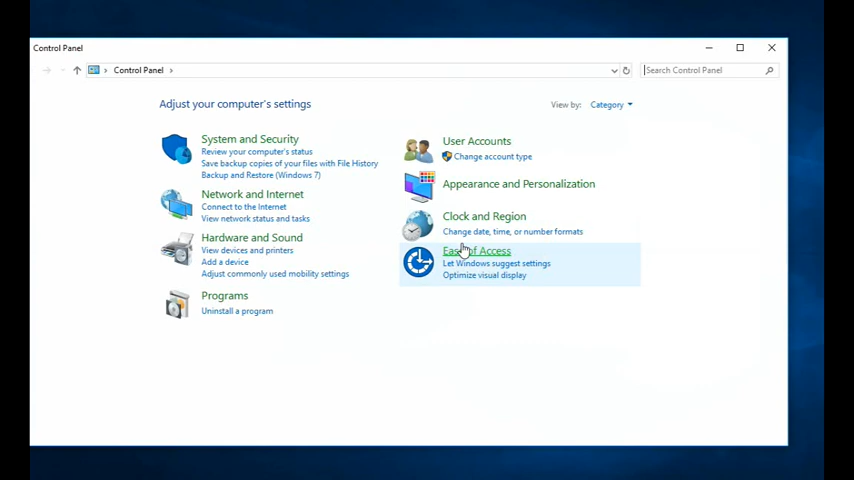 Control Panel
Control Panel
Search Control Panel
Adjust your computer's settings
View by: Category
System and Security
Review your computer's status
Save backup copies of your files with File History
Backup and Restore (Windows 7)
Network and Internet
Connect to the Internet
View network status and tasks
Hardware and Sound
View devices and printers
Add a device
Adjust commonly used mobility settings
Programs
Uninstall a program
User Accounts
Change account type
Appearance and Personalization
Clock and Region
Change date, time, or number formats
Ease of Access
Let Windows suggest settings
Optimize visual display